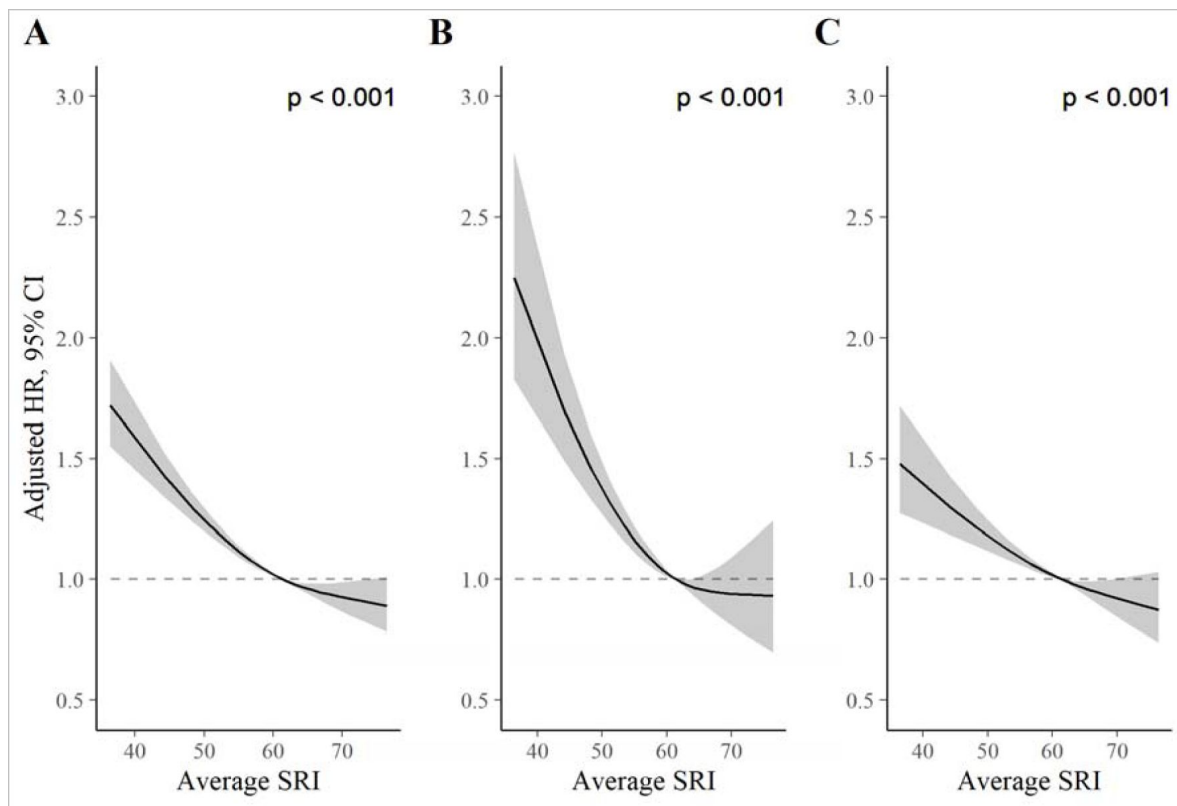 A B C
p < 0.001 p < 0.001 p < 0.001
Adjusted HR, 95% CI
3.0 3.0 3.0
2.5 2.5 2.5
2.0 2.0 2.0
1.5 1.5 1.5
1.0 1.0 1.0
0.5 0.5 0.5
40 50 60 70 40 50 60 70 40 50 60 70
Average SRI Average SRI Average SRI